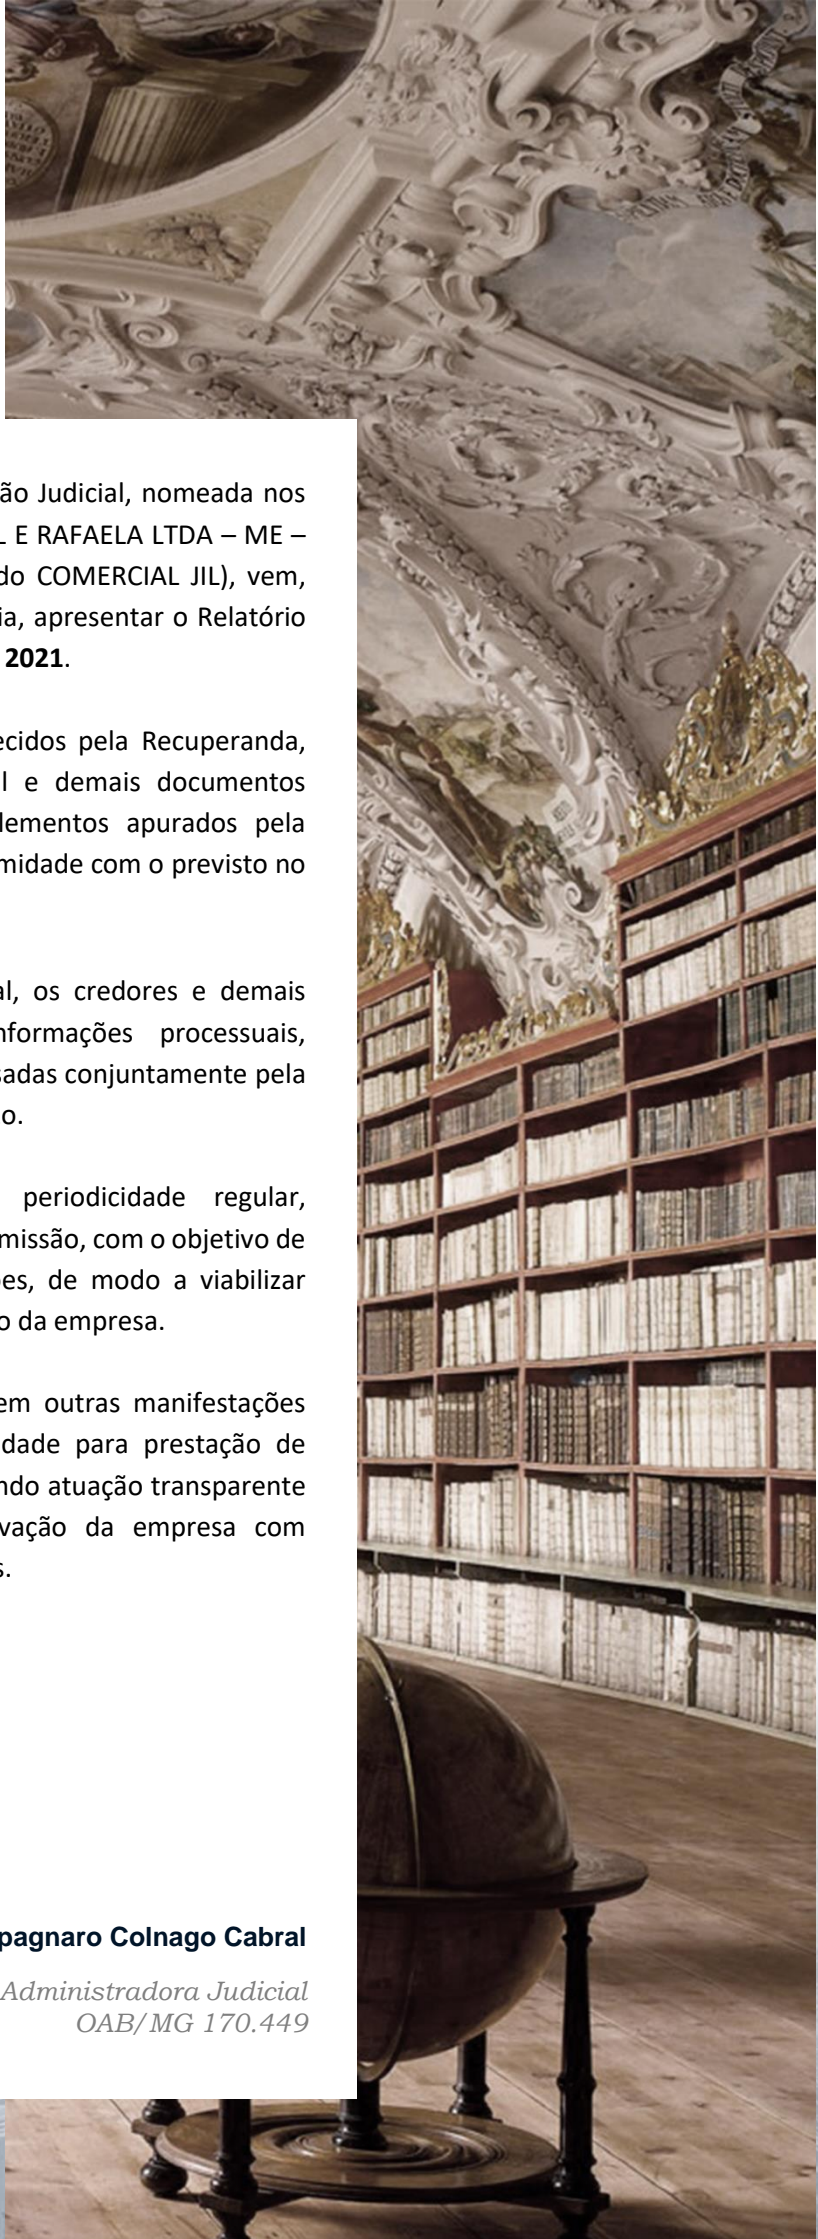 ão Judicial, nomeada nos
L E RAFAELA LTDA – ME –
do COMERCIAL JIL), vem,
ia, apresentar o Relatório
2021.
ecidos pela Recuperanda,
l e demais documentos
lementos apurados pela
midade com o previsto no
al, os credores e demais
nformações processuais,
sadas conjuntamente pela
o.
periodicidade regular,
missão, com o objetivo de
es, de modo a viabilizar
o da empresa.
em outras manifestações
dade para prestação de
ndo atuação transparente
vação da empresa com
s.
pagnaro Colnago Cabral
Administradora Judicial
OAB/MG 170.449